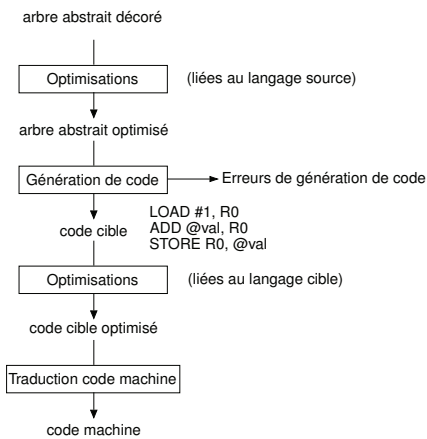 arbre abstrait décoré
Optimisations (liées au langage source)
arbre abstrait optimisé
Génération de code Erreurs de génération de code
LOAD #1, R0
code cible ADD @val, R0
STORE R0, @val
Optimisations (liées au langage cible)
code cible optimisé
Traduction code machine
code machine